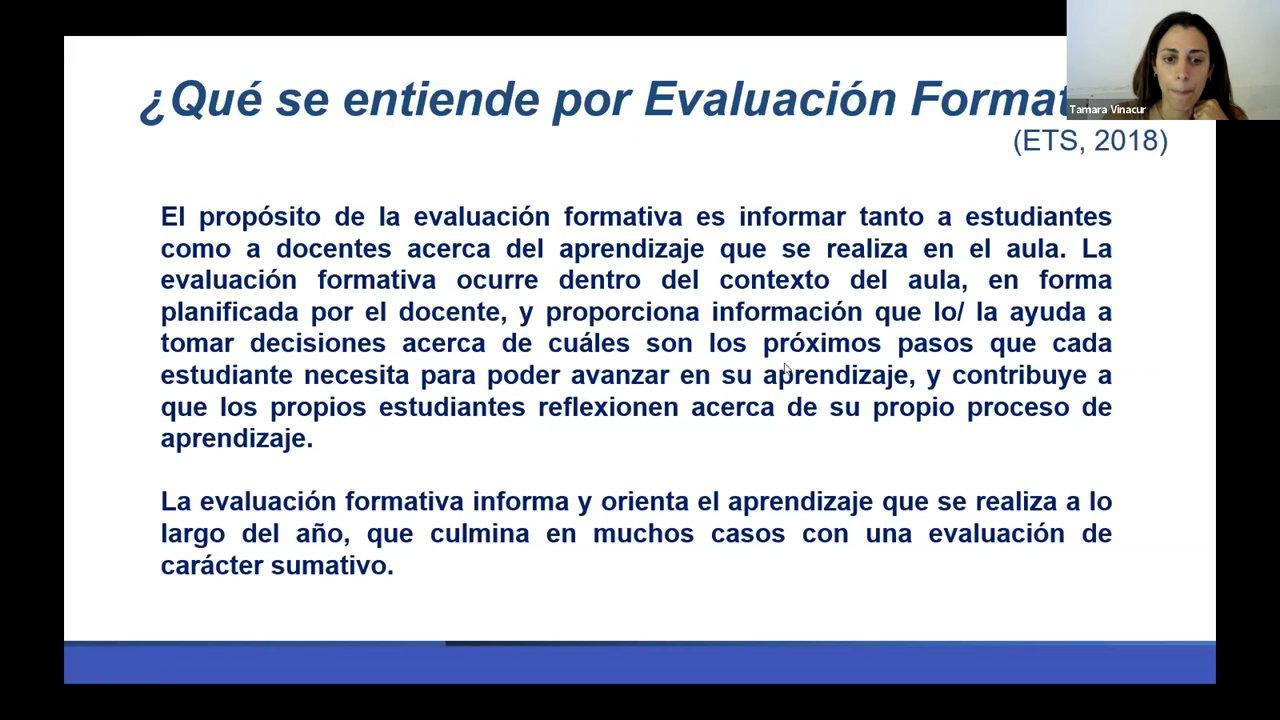 ¿Qué se entiende por Evaluación
Tamara Vinacur
(ETS, 2018)
El propósito de la evaluación formativa es informar tanto a estudiantes
como a docentes acerca del aprendizaje que se realiza en el aula. La
evaluación formativa ocurre dentro del contexto del aula, en forma
planificada por el docente, y proporciona información que lo/ la ayuda a
tomar decisiones acerca de cuáles son los próximos pasos que cada
estudiante necesita para poder avanzar en su aprendizaje, y contribuye a
que los propios estudiantes reflexionen acerca de su propio proceso de
aprendizaje.
La evaluación formativa informa y orienta el aprendizaje que se realiza a lo
largo del año, que culmina en muchos casos con una evaluación de
carácter sumativo.